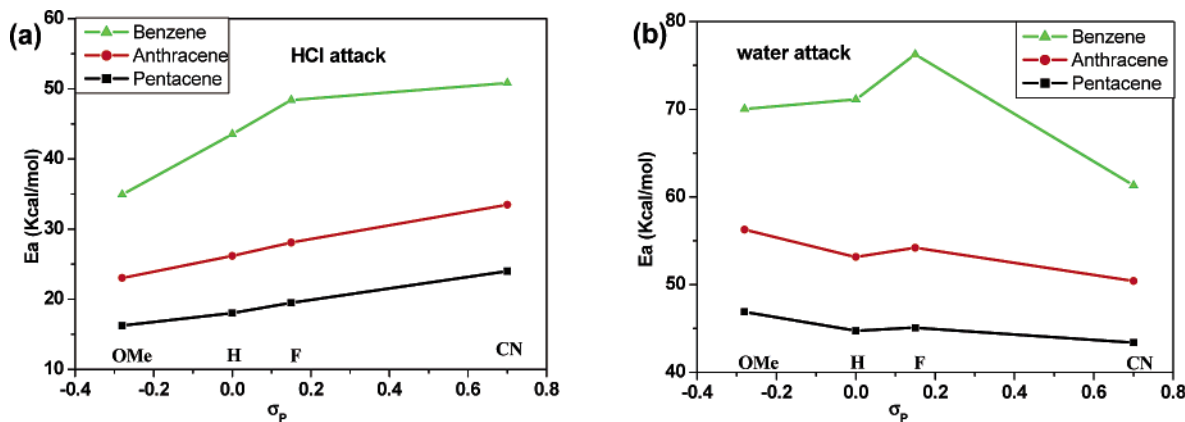 (a)
Benzene
Anthracene
Pentacene
HCl attack
Ea (Kcal/mol)
60
50
40
30
20
10
OMe H F CN
-0.4 -0.2 0.0 0.2 0.4 0.6 0.8
σP
(b)
water attack
Benzene
Anthracene
Pentacene
Ea (Kcal/mol)
80
70
60
50
40
OMe H F CN
-0.4 -0.2 0.0 0.2 0.4 0.6 0.8
σP